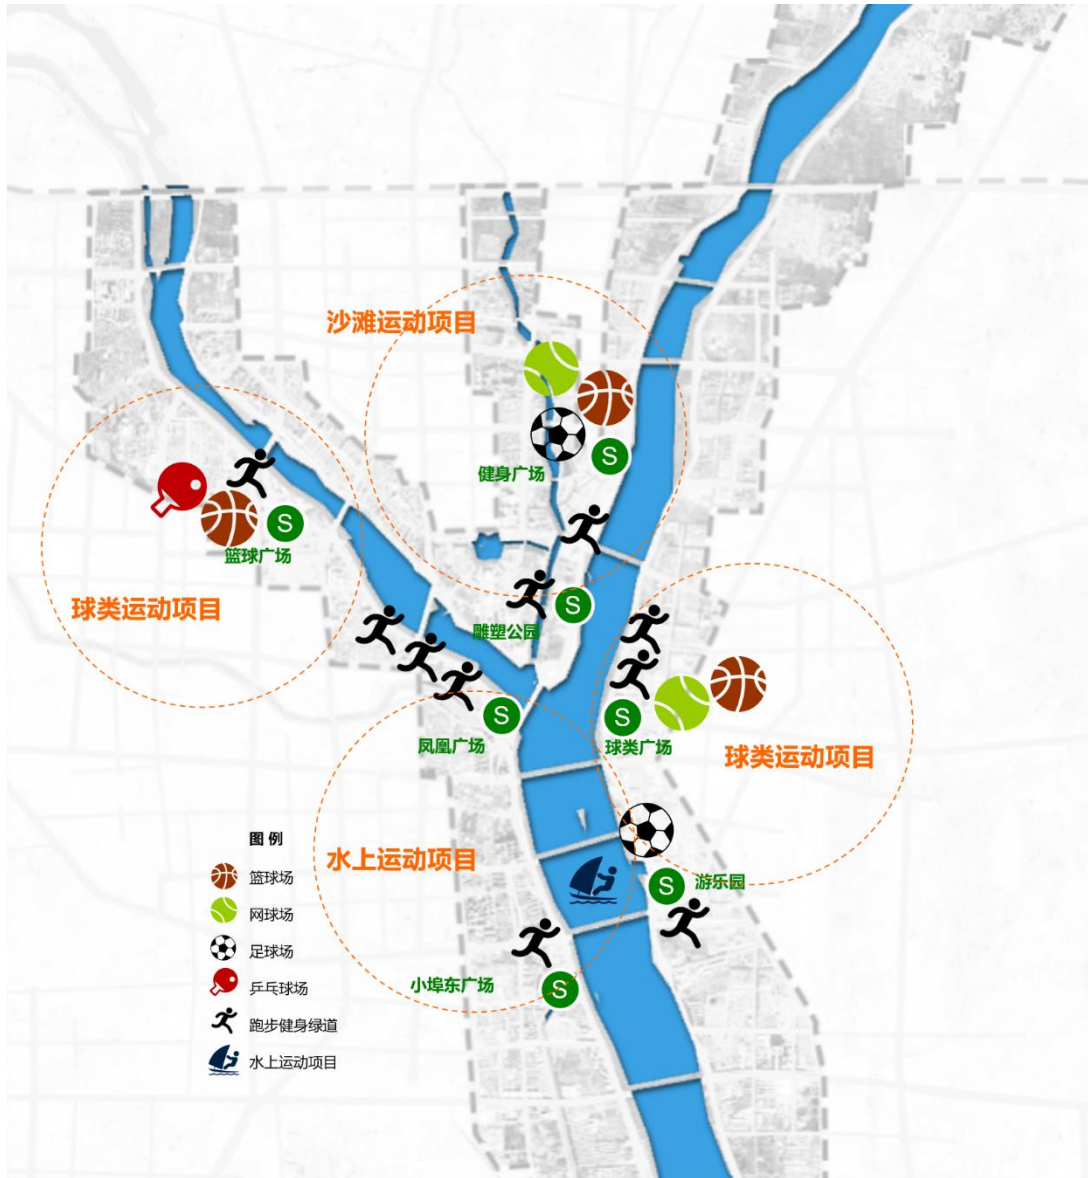 沙滩运动项目
健身广场
S
S
篮球广场
球类运动项目
S
雕塑公园
S
凤凰广场
S
球类广场
球类运动项目
水上运动项目
S
游乐园
小埠东广场
S
图例
篮球场
网球场
足球场
乒乓球场
跑步健身绿道
水上运动项目